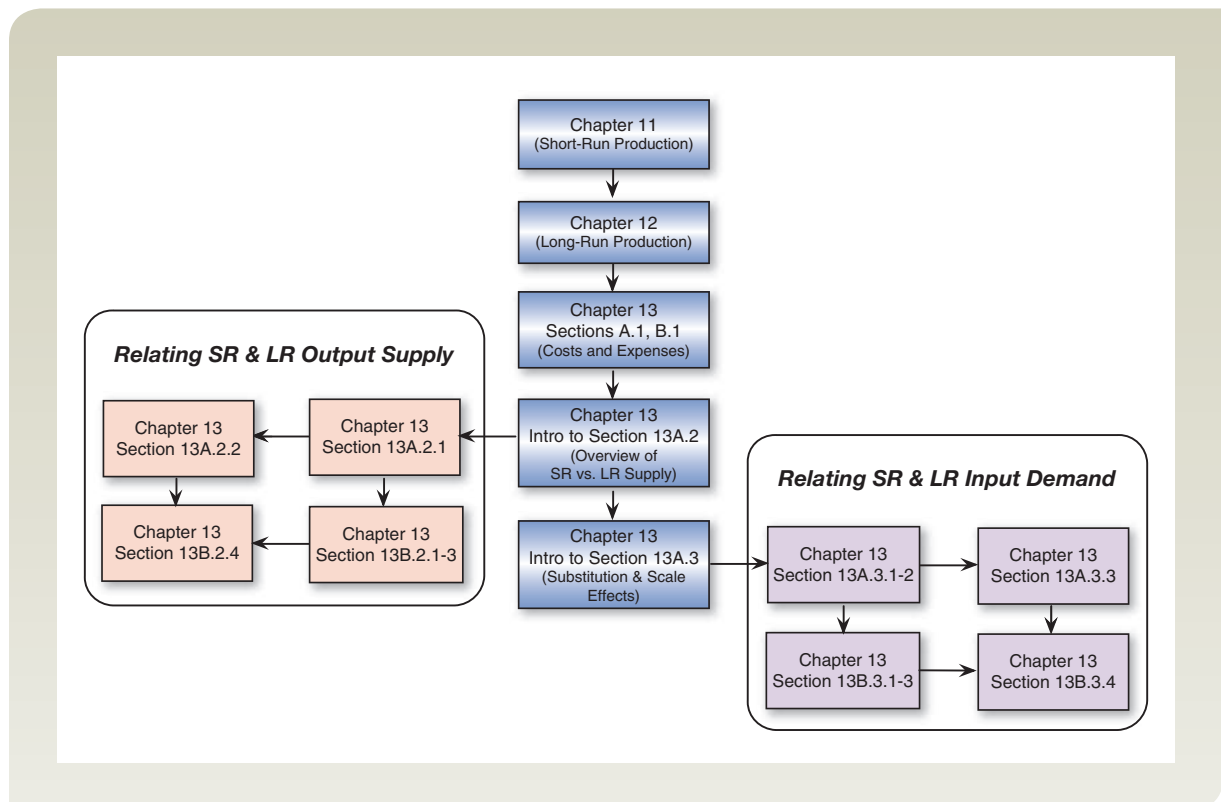 Chapter 11
(Short-Run Production)
Chapter 12
(Long-Run Production)
Chapter 13
Sections A.1, B.1
(Costs and Expenses)
Chapter 13
Intro to Section 13A.2
(Overview of
SR vs. LR Supply)
Chapter 13
Intro to Section 13A.3
(Substitution & Scale
Effects)
Relating SR & LR Output Supply
Chapter 13
Section 13A.2.2
Chapter 13
Section 13A.2.1
Chapter 13
Section 13B.2.4
Chapter 13
Section 13B.2.1-3
Relating SR & LR Input Demand
Chapter 13
Section 13A.3.1-2
Chapter 13
Section 13A.3.3
Chapter 13
Section 13B.3.1-3
Chapter 13
Section 13B.3.4